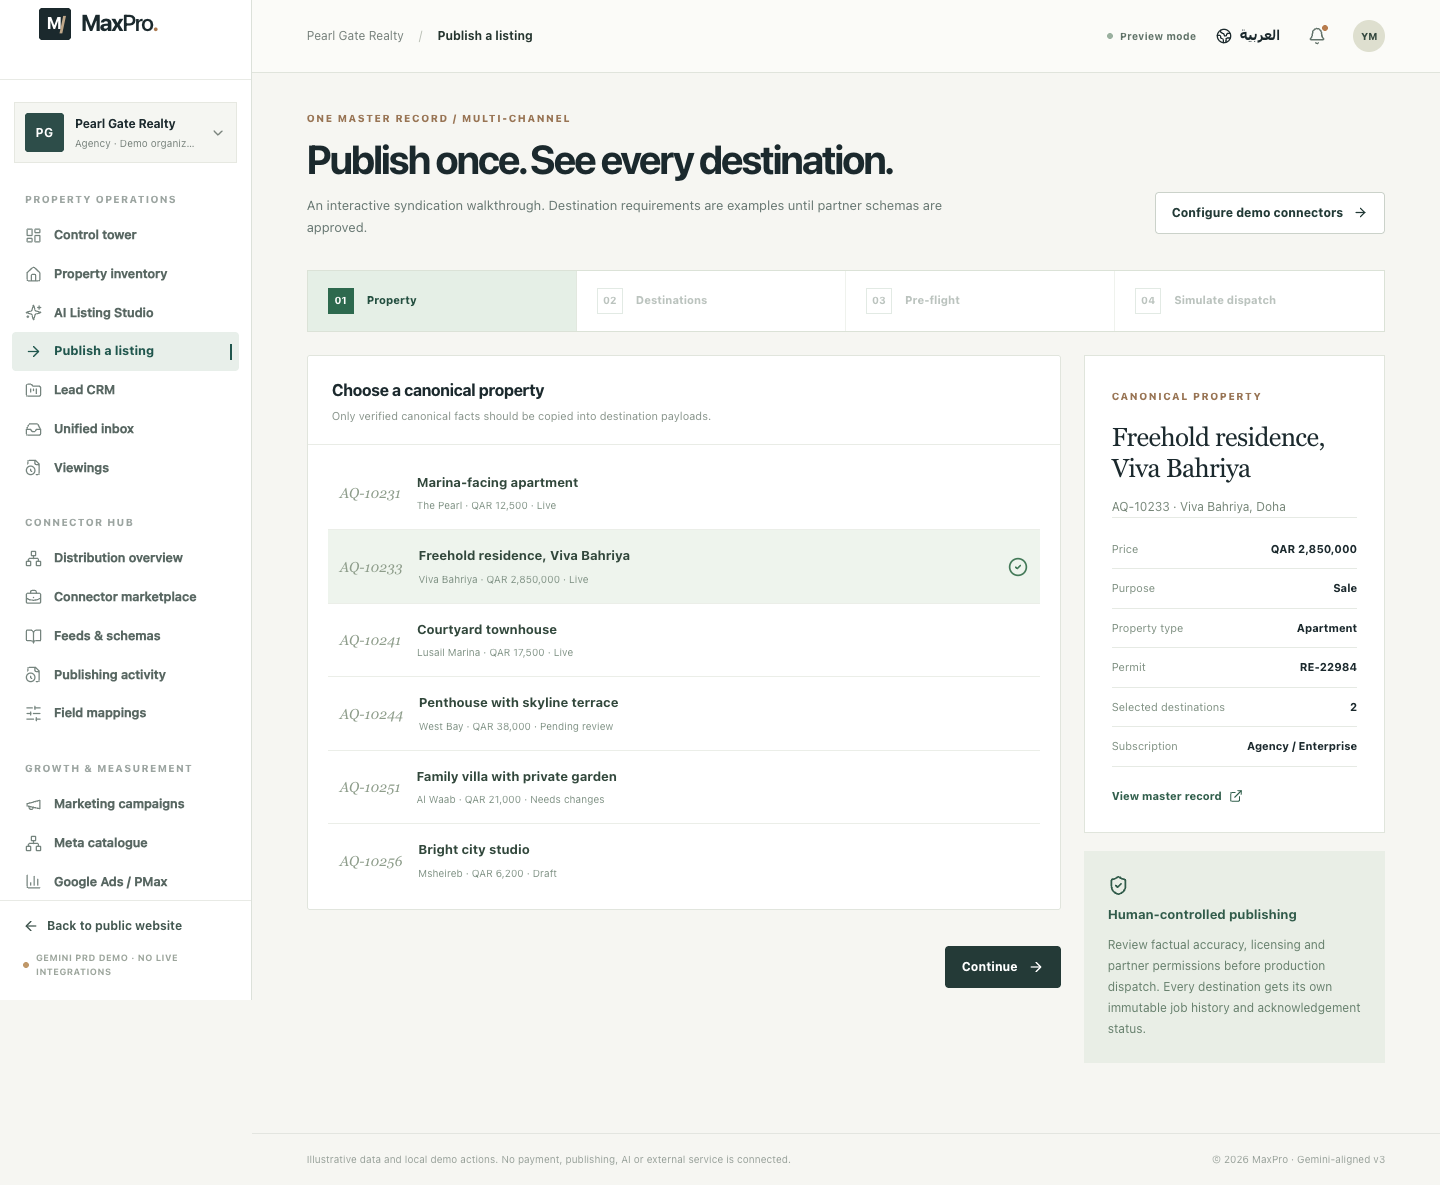 MaxPro.
Pearl Gate Realty / Publish a listing
Preview mode
العربية
YM
PG
Pearl Gate Realty
Agency · Demo organiz...
PROPERTY OPERATIONS
Control tower
Property inventory
AI Listing Studio
Publish a listing
Lead CRM
Unified inbox
Viewings
CONNECTOR HUB
Distribution overview
Connector marketplace
Feeds & schemas
Publishing activity
Field mappings
GROWTH & MEASUREMENT
Marketing campaigns
Meta catalogue
Google Ads / PMax
Back to public website
GEMINI PRD DEMO · NO LIVE
INTEGRATIONS
ONE MASTER RECORD / MULTI-CHANNEL
Publish once. See every destination.
An interactive syndication walkthrough. Destination requirements are examples until partner schemas are
approved.
Configure demo connectors
01 Property
02 Destinations
03 Pre-flight
04 Simulate dispatch
Choose a canonical property
Only verified canonical facts should be copied into destination payloads.
AQ-10231
Marina-facing apartment
The Pearl · QAR 12,500 · Live
AQ-10233
Freehold residence, Viva Bahriya
Viva Bahriya · QAR 2,850,000 · Live
AQ-10241
Courtyard townhouse
Lusail Marina · QAR 17,500 · Live
AQ-10244
Penthouse with skyline terrace
West Bay · QAR 38,000 · Pending review
AQ-10251
Family villa with private garden
Al Waab · QAR 21,000 · Needs changes
AQ-10256
Bright city studio
Msheireb · QAR 6,200 · Draft
Continue
CANONICAL PROPERTY
Freehold residence,
Viva Bahriya
AQ-10233 · Viva Bahriya, Doha
Price QAR 2,850,000
Purpose Sale
Property type Apartment
Permit RE-22984
Selected destinations 2
Subscription Agency / Enterprise
View master record
Human-controlled publishing
Review factual accuracy, licensing and
partner permissions before production
dispatch. Every destination gets its own
immutable job history and acknowledgement
status.
Illustrative data and local demo actions. No payment, publishing, AI or external service is connected.
© 2026 MaxPro · Gemini-aligned v3